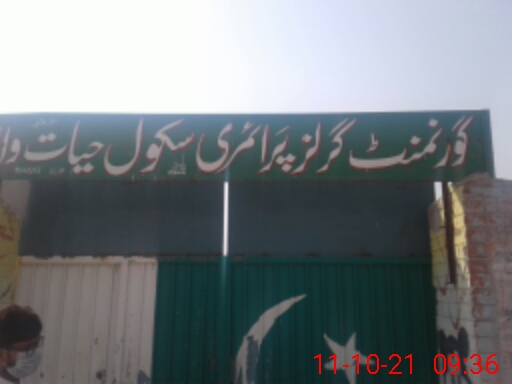 گورنمنٹ گرلز پرائمری سکول حیات وا
11-10-21 09:36